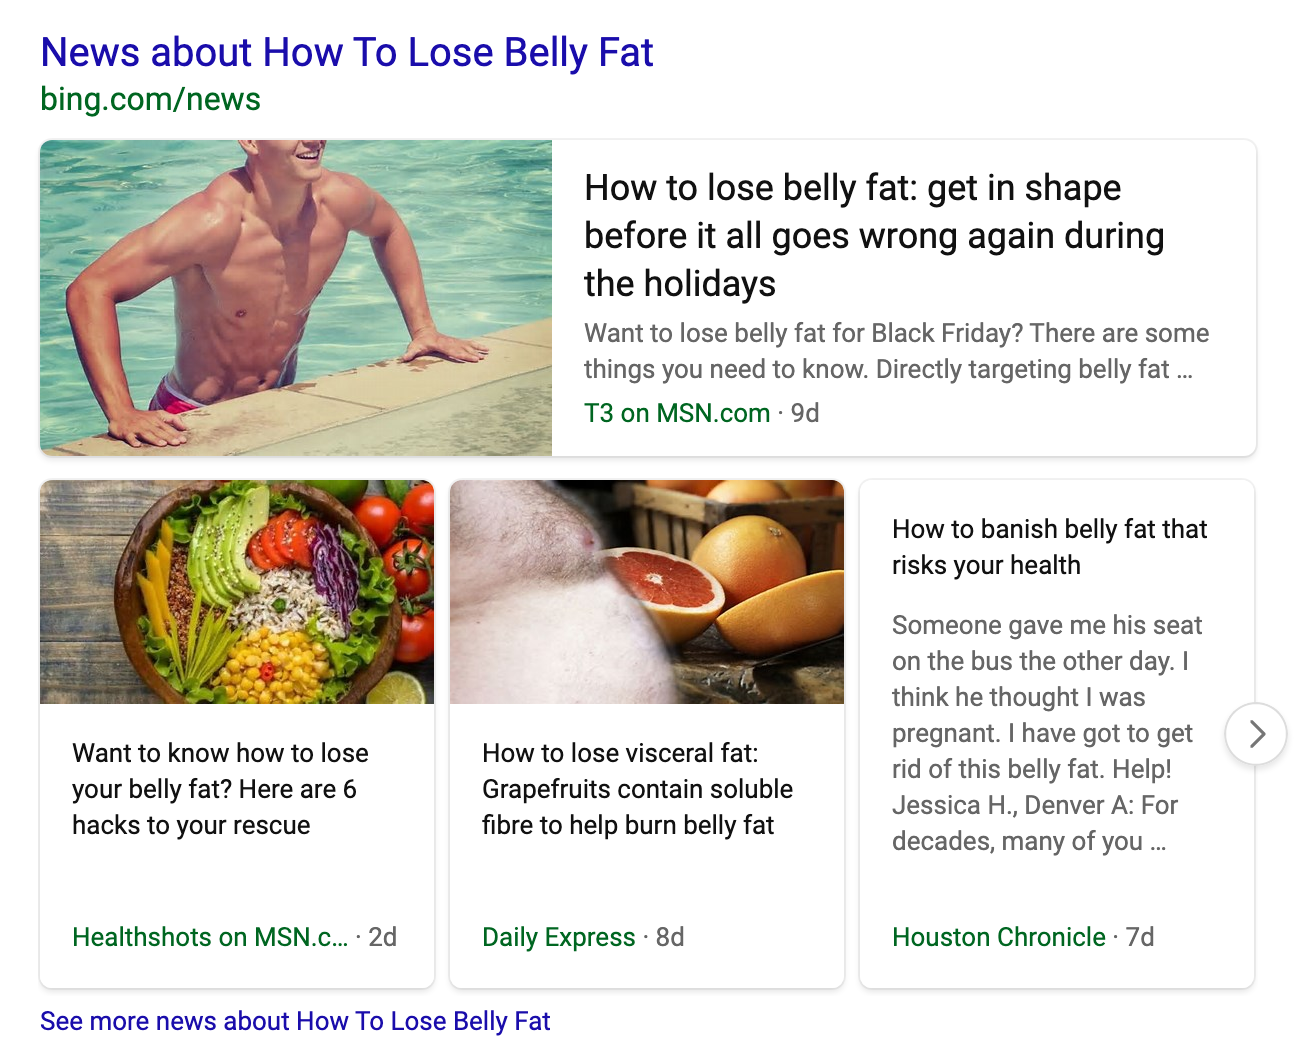 News about How To Lose Belly Fat
bing.com/news
How to lose belly fat: get in shape
before it all goes wrong again during
the holidays
Want to lose belly fat for Black Friday? There are some
things you need to know. Directly targeting belly fat ...
T3 on MSN.com · 9d
Want to know how to lose
your belly fat? Here are 6
hacks to your rescue
Healthshots on MSN.c... · 2d
How to lose visceral fat:
Grapefruits contain soluble
fibre to help burn belly fat
Daily Express · 8d
How to banish belly fat that
risks your health
Someone gave me his seat
on the bus the other day. I
think he thought I was
pregnant. I have got to get
rid of this belly fat. Help!
Jessica H., Denver A: For
decades, many of you ...
Houston Chronicle · 7d
See more news about How To Lose Belly Fat